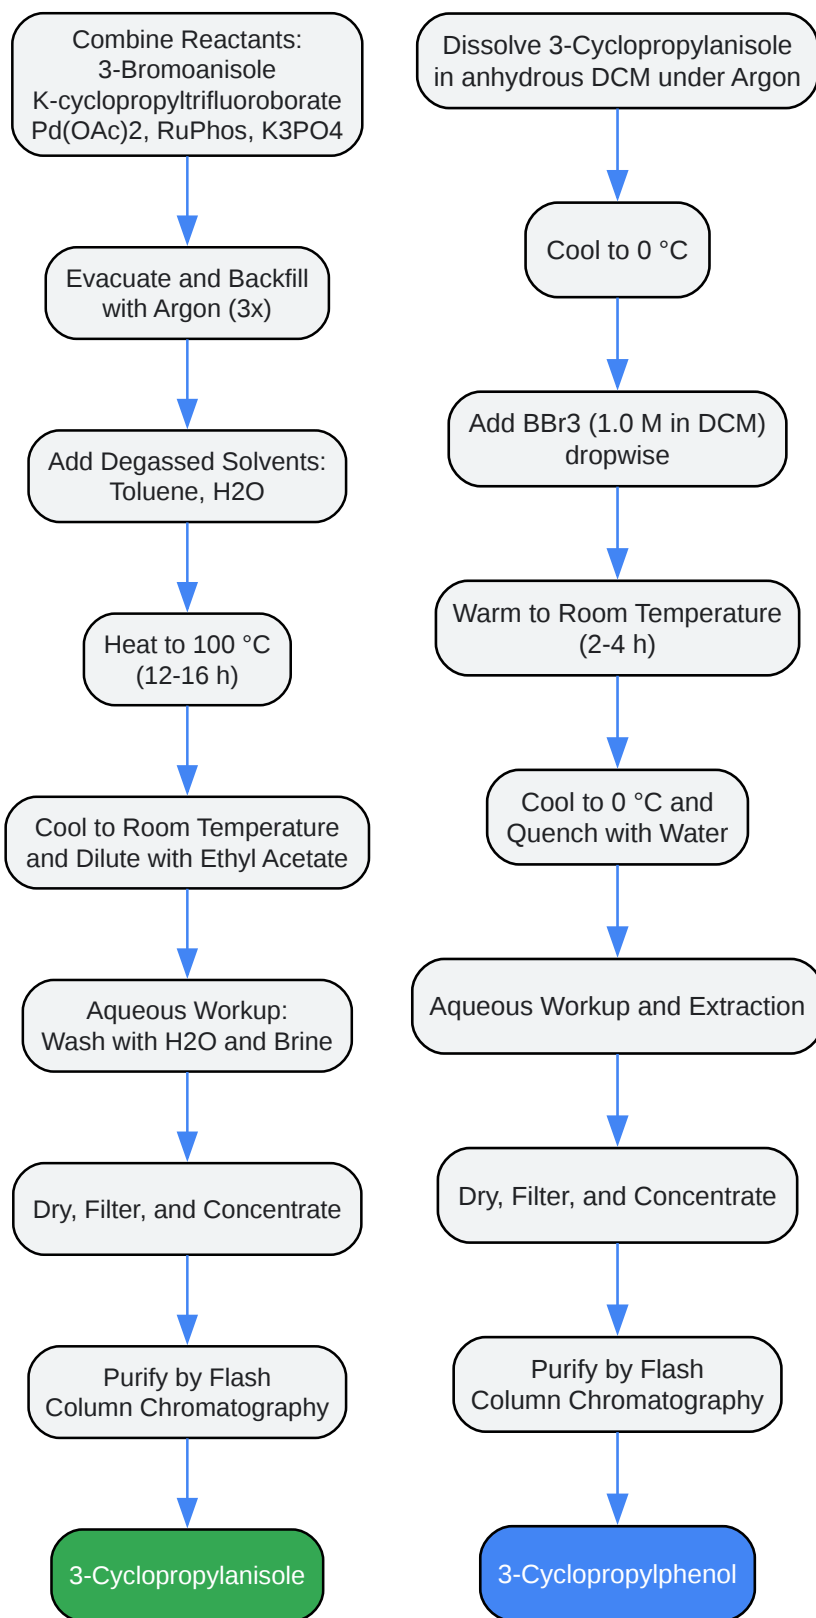 Combine Reactants:
3-Bromoanisole
K-cyclopropyltrifluoroborate
Pd(OAc)2, RuPhos, K3PO4
Evacuate and Backfill
with Argon (3x)
Add Degassed Solvents:
Toluene, H2O
Heat to 100 °C
(12-16 h)
Cool to Room Temperature
and Dilute with Ethyl Acetate
Aqueous Workup:
Wash with H2O and Brine
Dry, Filter, and Concentrate
Purify by Flash
Column Chromatography
3-Cyclopropylanisole
Dissolve 3-Cyclopropylanisole
in anhydrous DCM under Argon
Cool to 0 °C
Add BBr3 (1.0 M in DCM)
dropwise
Warm to Room Temperature
(2-4 h)
Cool to 0 °C and
Quench with Water
Aqueous Workup and Extraction
Dry, Filter, and Concentrate
Purify by Flash
Column Chromatography
3-Cyclopropylphenol